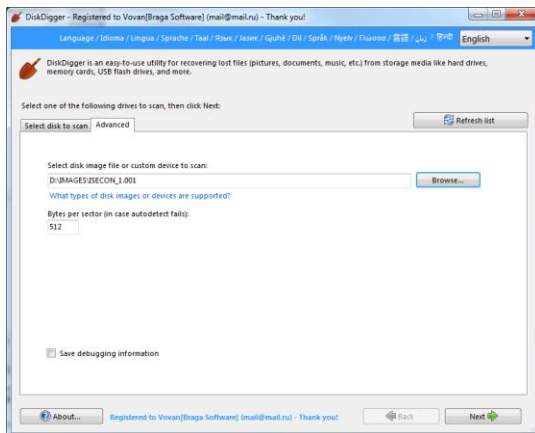 DiskDigger - Registered to Vovan[Braga Software] (mail@mail.ru) - Thank you!
Language / Idioma / Lingua / Sprache / Taal / Язык / Јазик / Gjuhë / Dil / Språk / Nyelv / Γλώσσα / 言語 / زبان / हिन्दी English
DiskDigger is an easy-to-use utility for recovering lost files (pictures, documents, music, etc.) from storage media like hard drives,
memory cards, USB flash drives, and more.
Select one of the following drives to scan, then click Next:
Refresh list
Select disk to scan Advanced
Select disk image file or custom device to scan:
D:\IMAGES\ISECON_1.001 Browse...
What types of disk images or devices are supported?
Bytes per sector (in case autodetect fails):
512
Save debugging information
About... Registered to Vovan[Braga Software] (mail@mail.ru) - Thank you! Back Next